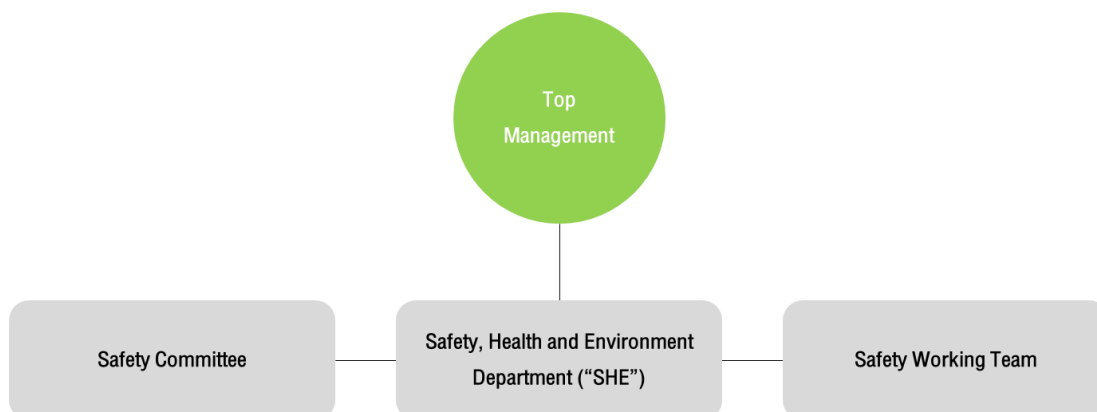 Top
Management
Safety Committee
Safety, Health and Environment
Department (“SHE”)
Safety Working Team